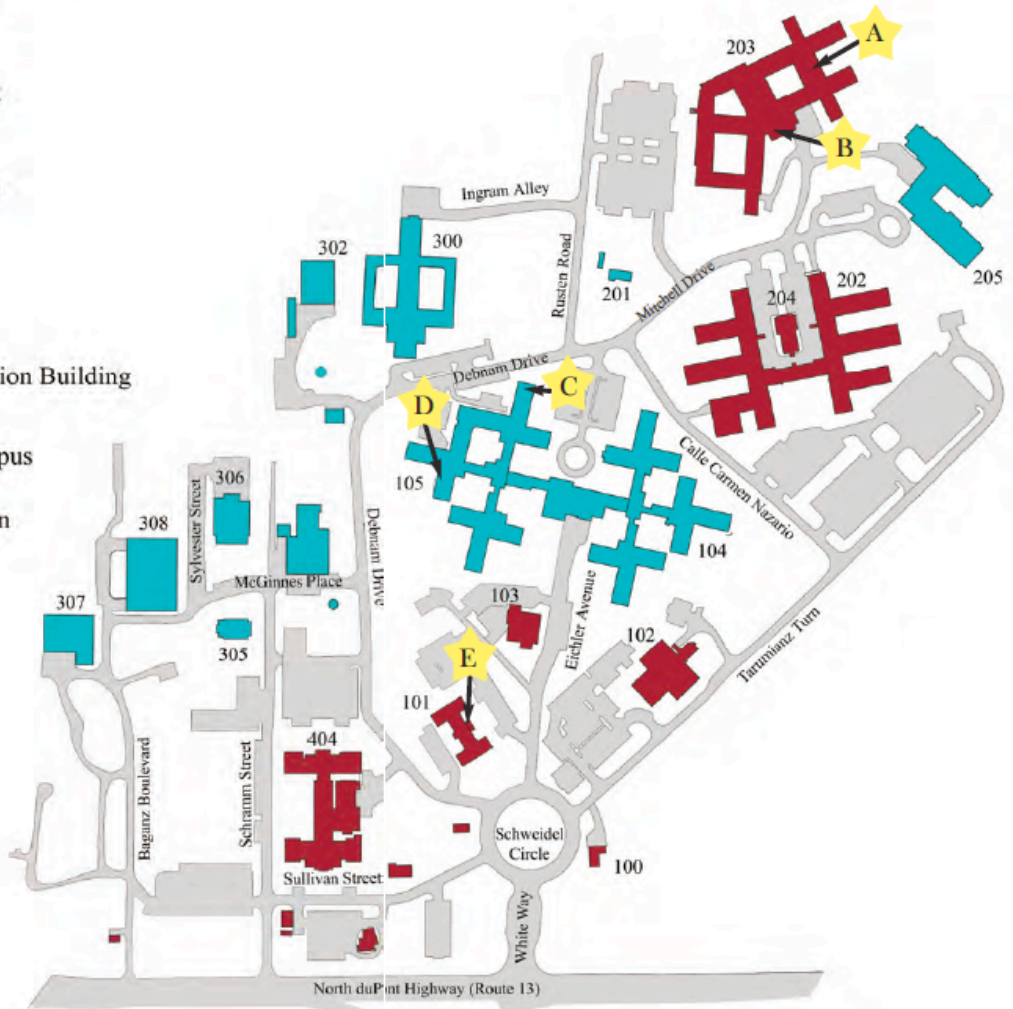 A
203
B
Ingram Alley
302
300
Rusten Road
201
Mitchell Drive
202
204
205
ion Building
Debnam Drive
C
D
pus
105
Calle Carmen Nazario
n
306
Sylvester Street
308
Debnam Drive
104
McGinnes Place
307
103
Eichler Avenue
305
102
E
Tarumianz Turn
101
404
Baganz Boulevard
Schramm Street
Schweidel
Circle
100
Sullivan Street
White Way
North duPont Highway (Route 13)